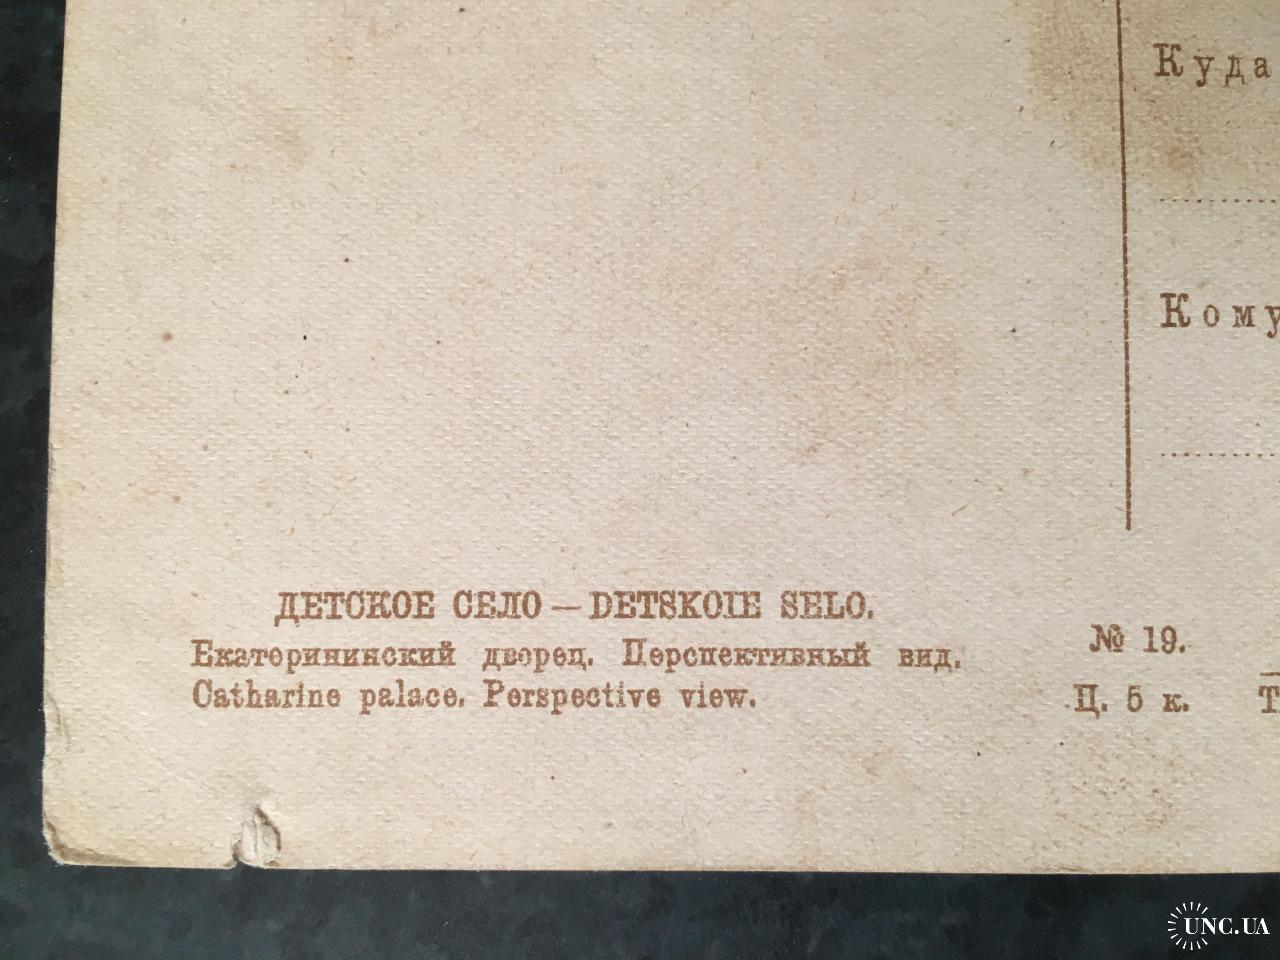 Куда
Кому
ДЕТСКОЕ СЕЛО — DETSKOIE SELO.
Екатерининский дворец. Перспективный вид.
Catharine palace. Perspective view.
№ 19.
Ц. 5 к.
UNC.UA